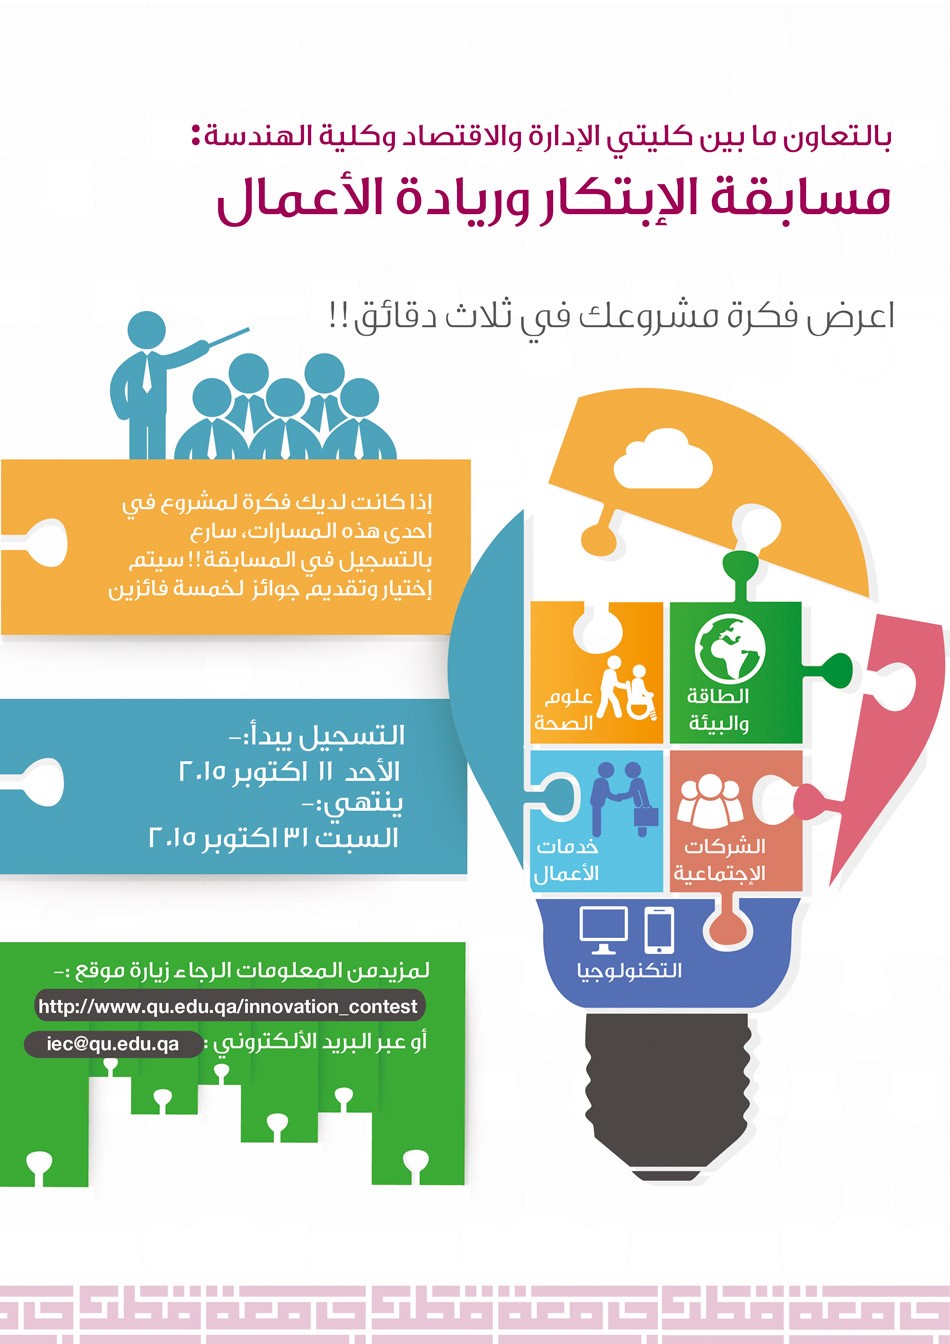 بالتعاون ما بين كليتي الإدارة والاقتصاد وكلية الهندسة:
مسابقة الإبتكار وريادة الأعمال
اعرض فكرة مشروعك في ثلاث دقائق!!
إذا كانت لديك فكرة لمشروع في
احدى هذه المسارات، سارع
بالتسجيل في المسابقة!! سيتم
إختيار وتقديم جوائز لخمسة فائزين
التسجيل يبدأ:-
الأحد ١١ اكتوبر ٢٠١٥
ينتهي:-
السبت ٣١ اكتوبر ٢٠١٥
لمزيدمن المعلومات الرجاء زيارة موقع :-
http://www.qu.edu.qa/innovation_contest
أو عبر البريد الألكتروني : iec@qu.edu.qa
الطاقة
والبيئة
علوم
الصحة
الشركات
الإجتماعية
خدمات
الأعمال
التكنولوجيا
جامعة قطر جامعة قطر جامعة قطر